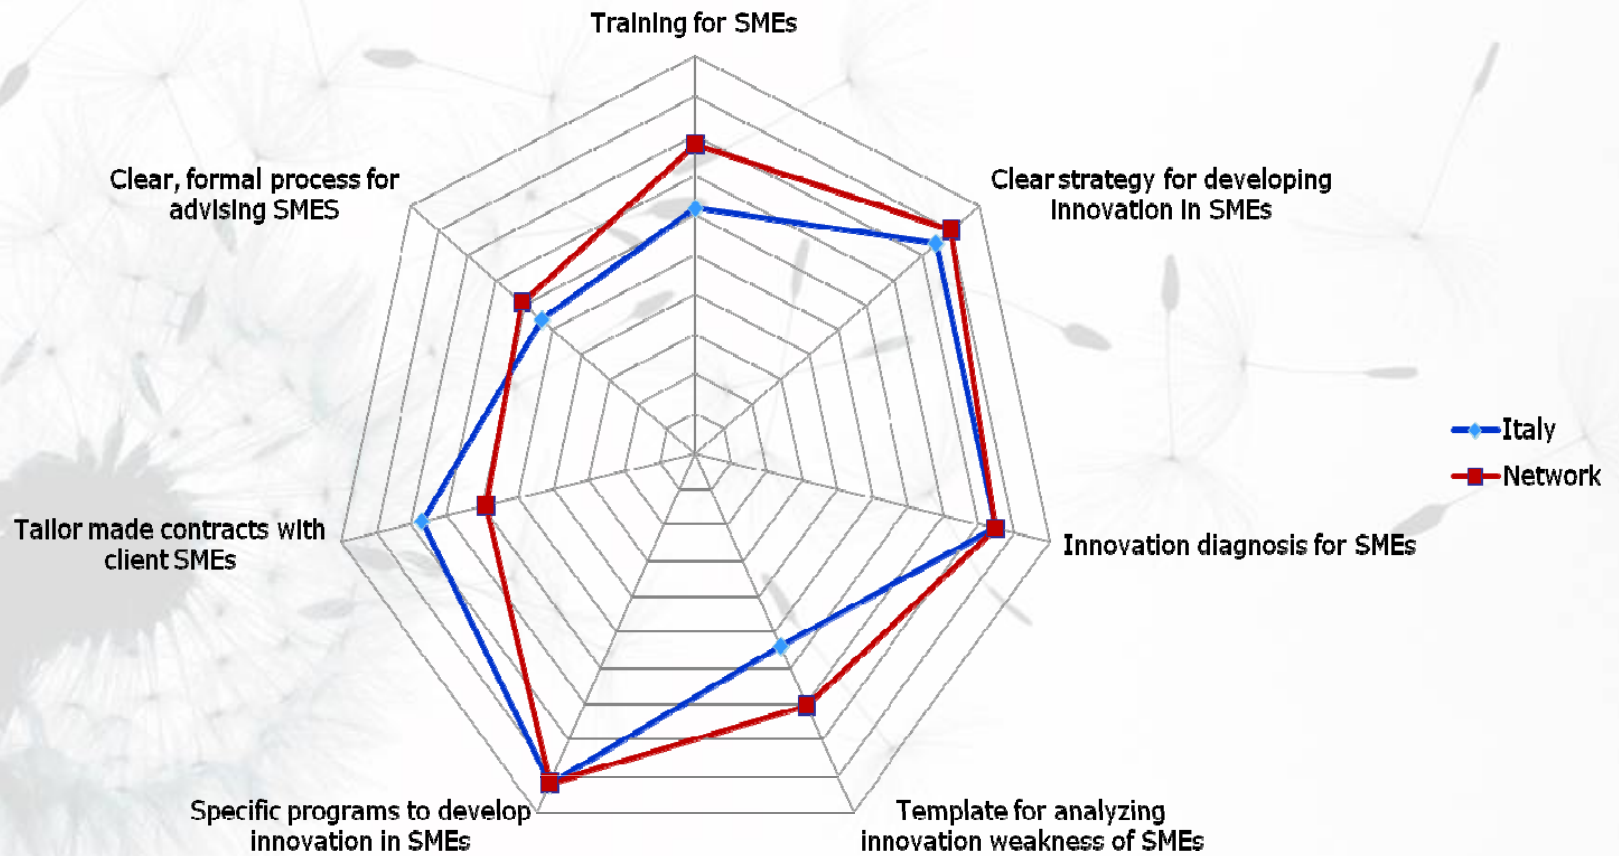 Training for SMEs
Clear, formal process for
advising SMES
Clear strategy for developing
innovation in SMEs
Italy
Network
Tailor made contracts with
client SMEs
Innovation diagnosis for SMEs
Specific programs to develop
innovation in SMEs
Template for analyzing
innovation weakness of SMEs